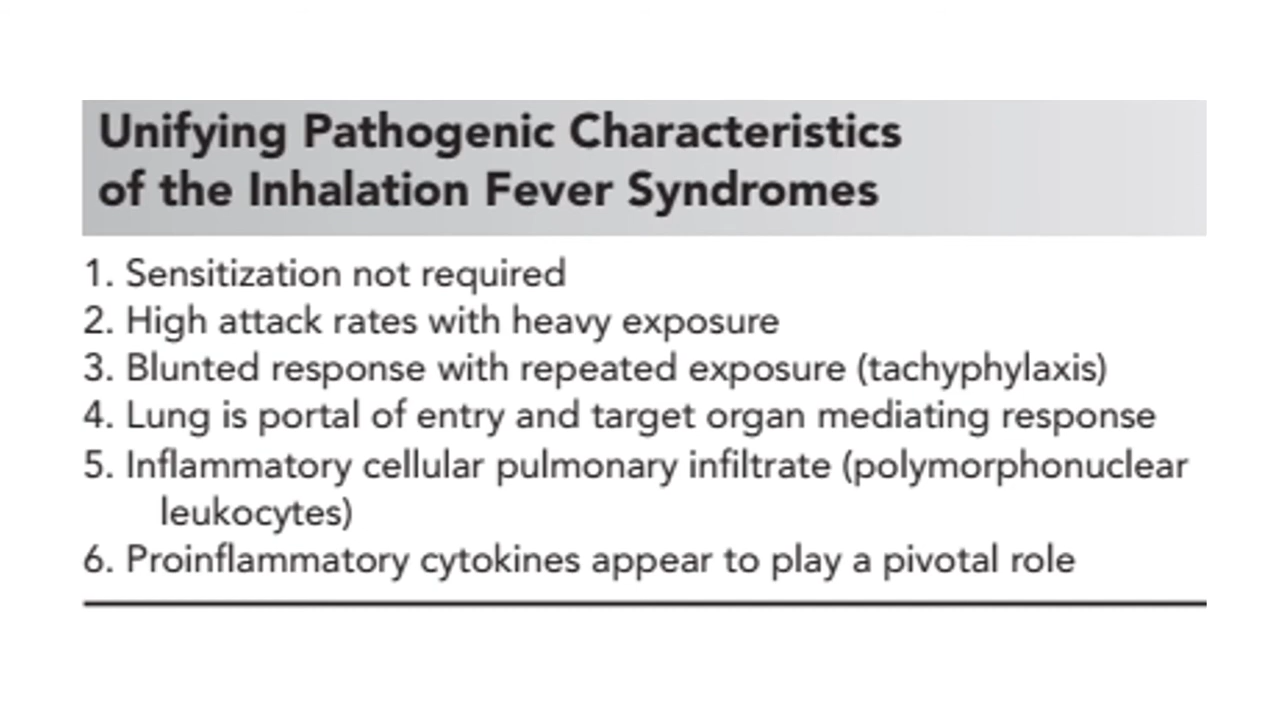 Unifying Pathogenic Characteristics
of the Inhalation Fever Syndromes
1. Sensitization not required
2. High attack rates with heavy exposure
3. Blunted response with repeated exposure (tachyphylaxis)
4. Lung is portal of entry and target organ mediating response
5. Inflammatory cellular pulmonary infiltrate (polymorphonuclear
leukocytes)
6. Proinflammatory cytokines appear to play a pivotal role